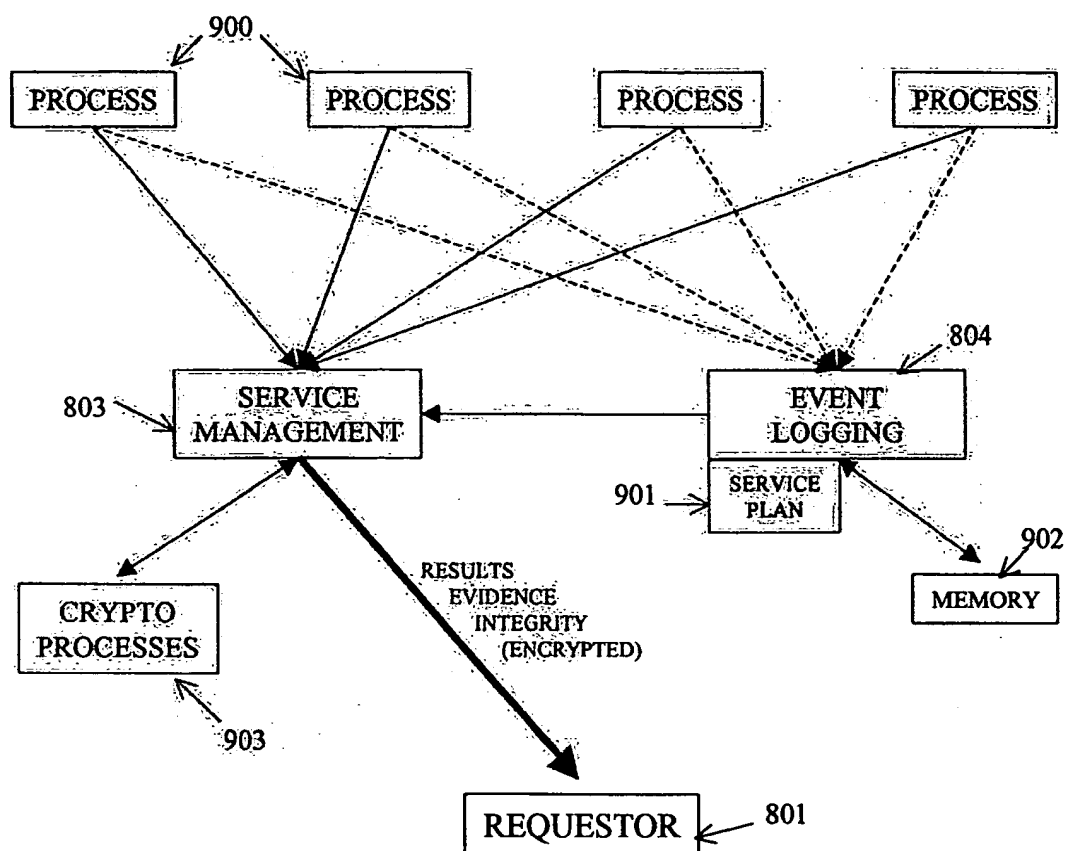 900
PROCESS
PROCESS
PROCESS
PROCESS
804
803
SERVICE
MANAGEMENT
EVENT
LOGGING
901
SERVICE
PLAN
902
MEMORY
RESULTS
EVIDENCE
INTEGRITY
(ENCRYPTED)
CRYPTO
PROCESSES
903
REQUESTOR
801